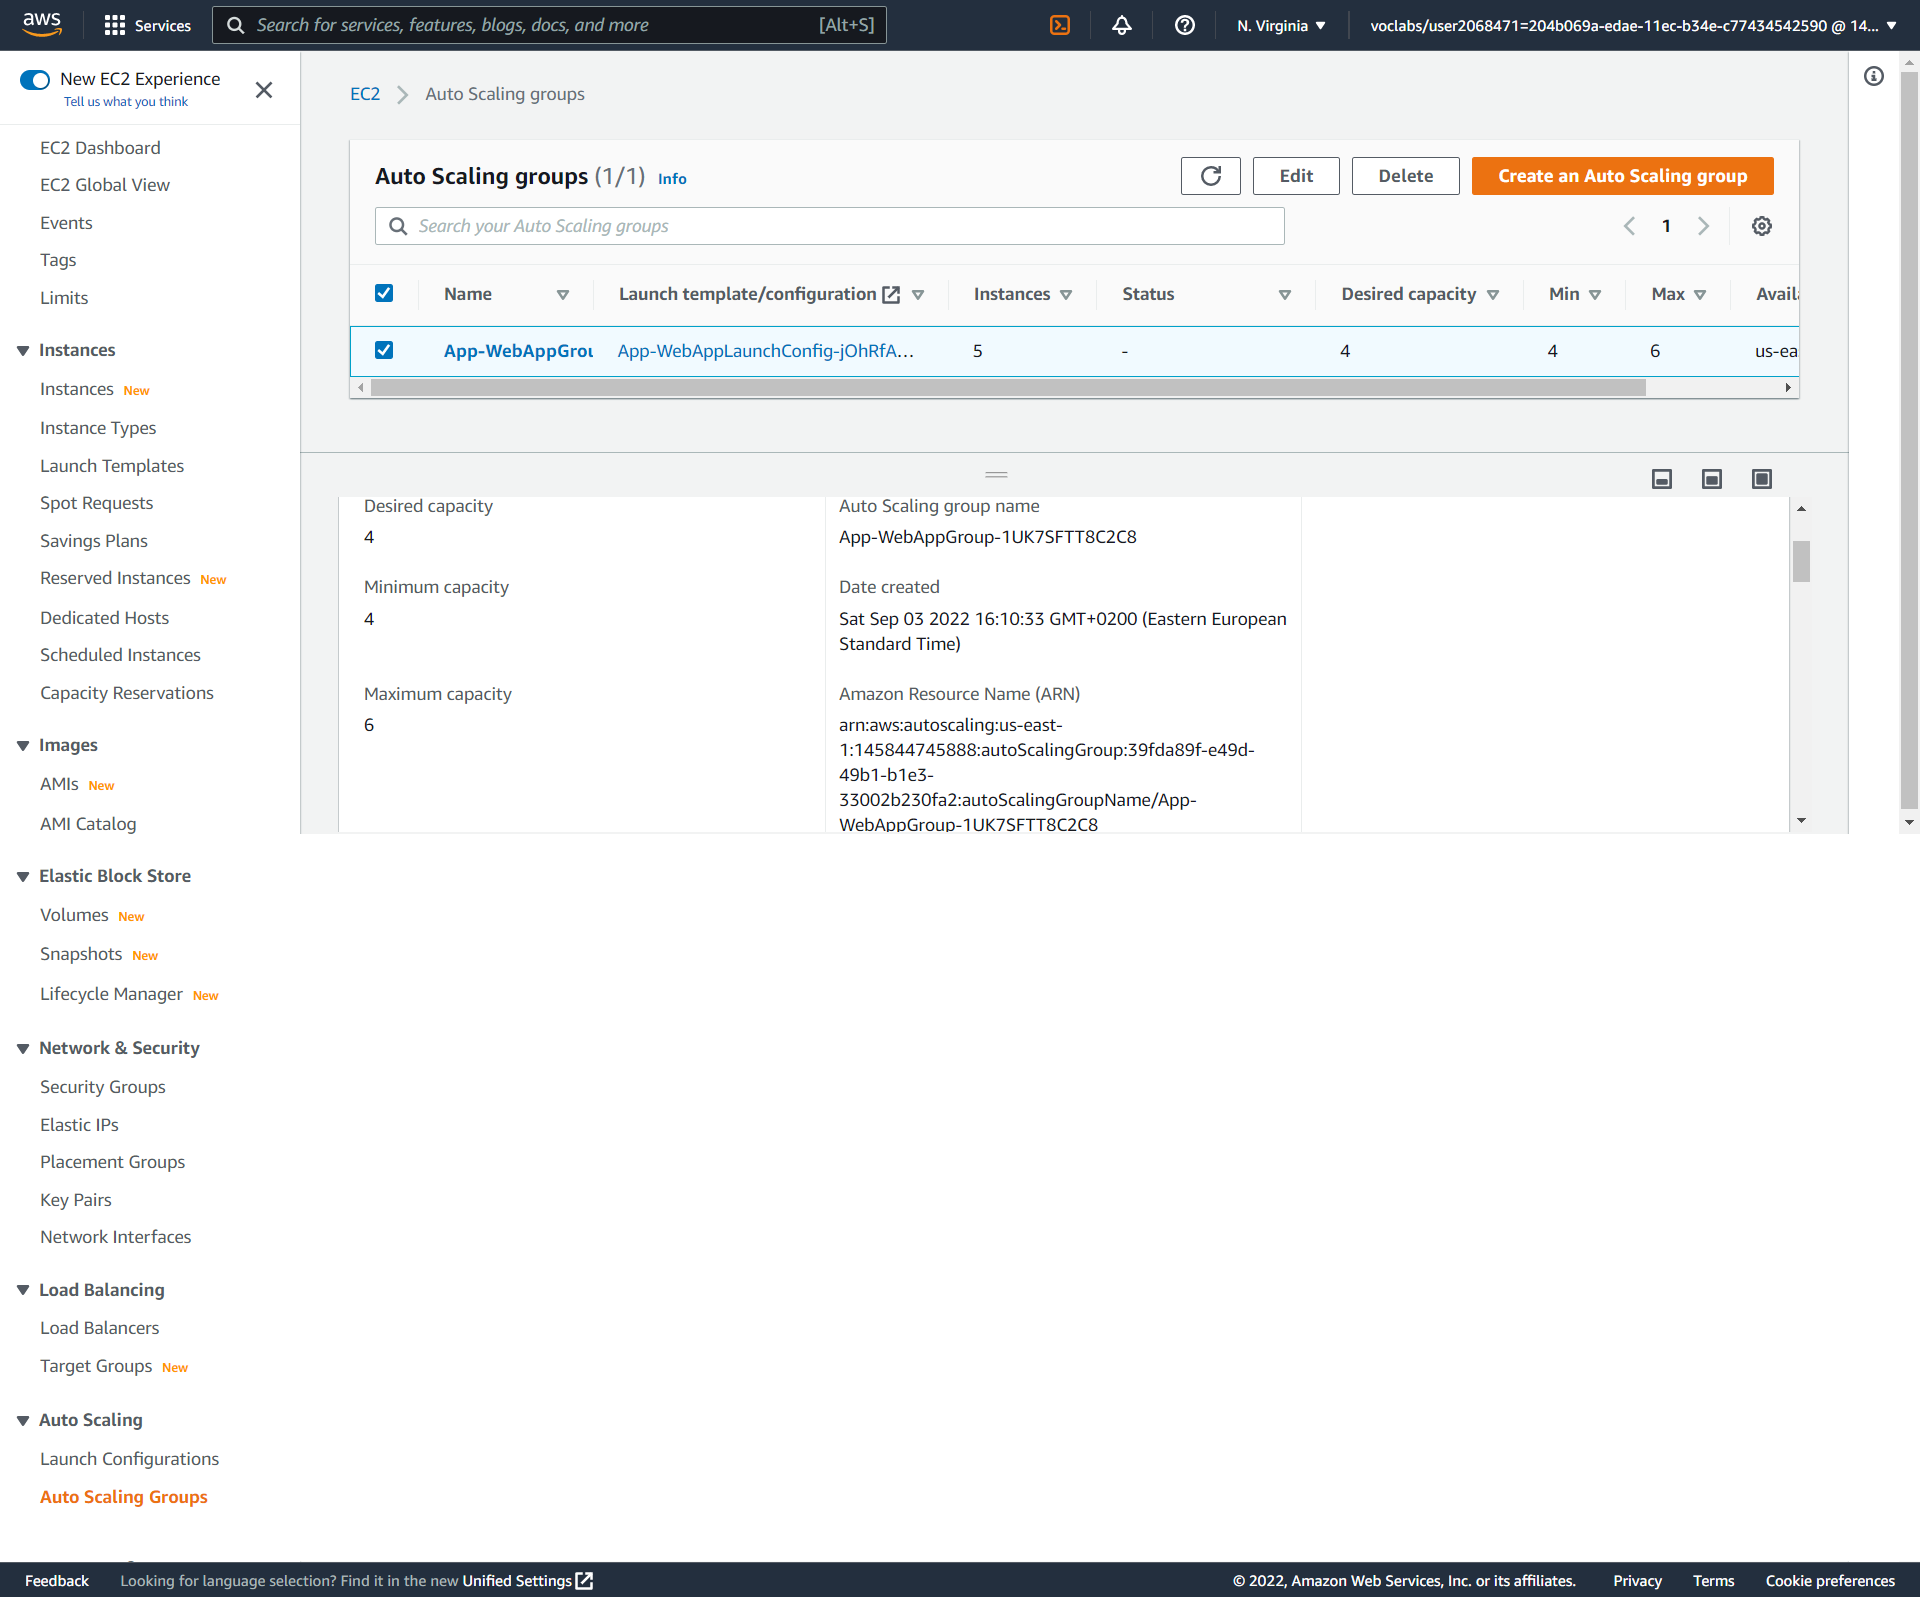 aws
Services
Search for services, features, blogs, docs, and more
[Alt+S]
N. Virginia
voclabs/user2068471=204b069a-edae-11ec-b34e-c77434542590 @ 14...
New EC2 Experience
Tell us what you think
EC2 Dashboard
EC2 Global View
Events
Tags
Limits
Instances
Instances New
Instance Types
Launch Templates
Spot Requests
Savings Plans
Reserved Instances New
Dedicated Hosts
Scheduled Instances
Capacity Reservations
Images
AMIs New
AMI Catalog
Elastic Block Store
Volumes New
Snapshots New
Lifecycle Manager New
Network & Security
Security Groups
Elastic IPs
Placement Groups
Key Pairs
Network Interfaces
Load Balancing
Load Balancers
Target Groups New
Auto Scaling
Launch Configurations
Auto Scaling Groups
EC2 Auto Scaling groups
Auto Scaling groups (1/1) Info
Edit
Delete
Create an Auto Scaling group
Search your Auto Scaling groups
1
Name Launch template/configuration Instances Status Desired capacity Min Max Avail
App-WebAppGrou App-WebAppLaunchConfig-jOhRfA... 5 - 4 4 6 us-ea
Desired capacity
4
Minimum capacity
4
Maximum capacity
6
Auto Scaling group name
App-WebAppGroup-1UK7SFTT8C2C8
Date created
Sat Sep 03 2022 16:10:33 GMT+0200 (Eastern European
Standard Time)
Amazon Resource Name (ARN)
arn:aws:autoscaling:us-east-
1:145844745888:autoScalingGroup:39fda89f-e49d-
49b1-b1e3-
33002b230fa2:autoScalingGroupName/App-
WebAppGroup-1UK7SFTT8C2C8
Feedback
Looking for language selection? Find it in the new Unified Settings
© 2022, Amazon Web Services, Inc. or its affiliates.
Privacy
Terms
Cookie preferences